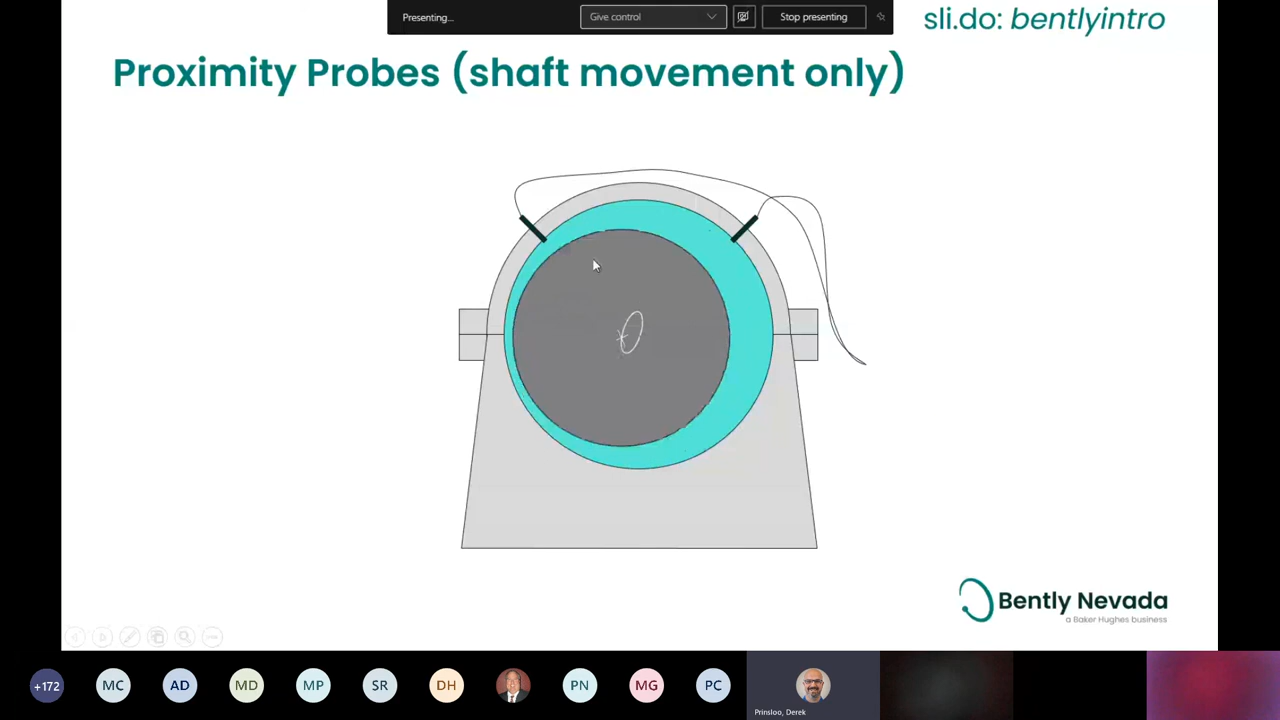 Presenting...
Give control
Stop presenting
sli.do: bentlyintro
Proximity Probes (shaft movement only)
Bently Nevada
a Baker Hughes business
+172
MC
AD
MD
MP
SR
DH
PN
MG
PC
Prinsloo, Derek